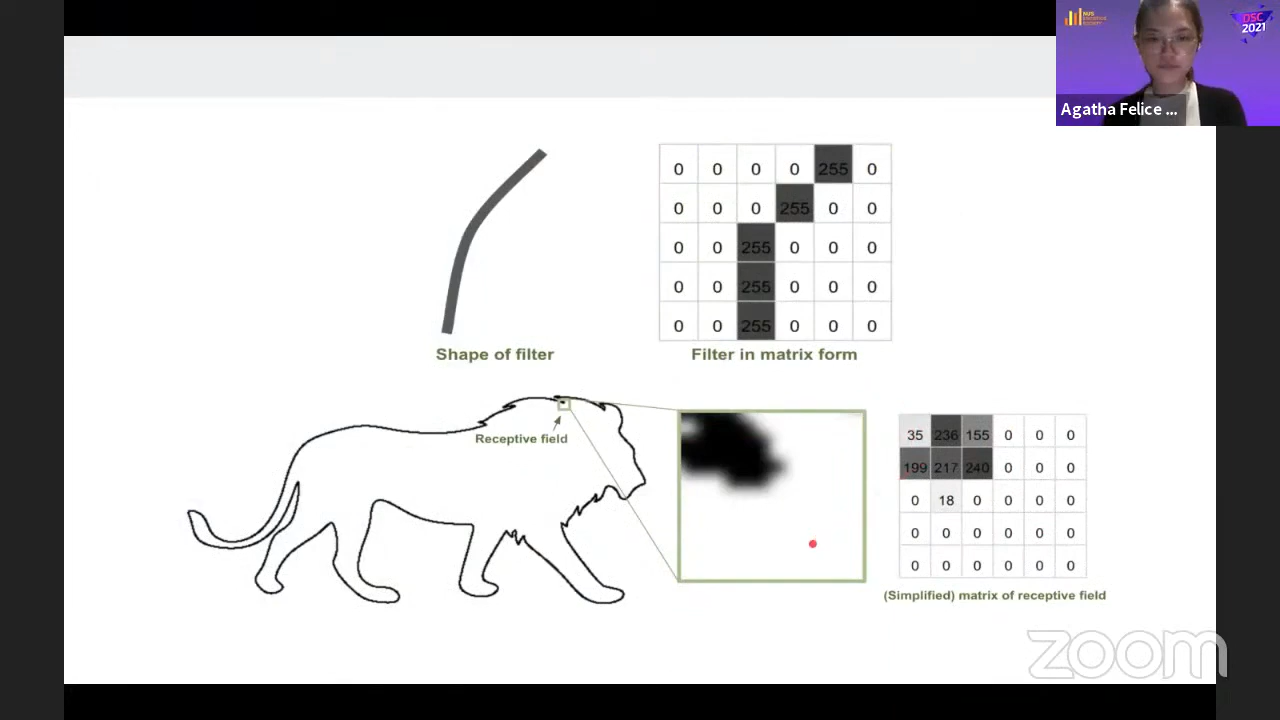 DSC
2021
Agatha Felice ...
0 0 0 0 255 0
0 0 0 255 0 0
0 0 255 0 0 0
0 0 255 0 0 0
0 0 255 0 0 0
Shape of filter
Filter in matrix form
Receptive field
35 236 155 0 0 0
199 217 240 0 0 0
0 18 0 0 0 0
0 0 0 0 0 0
0 0 0 0 0 0
(Simplified) matrix of receptive field
zoom